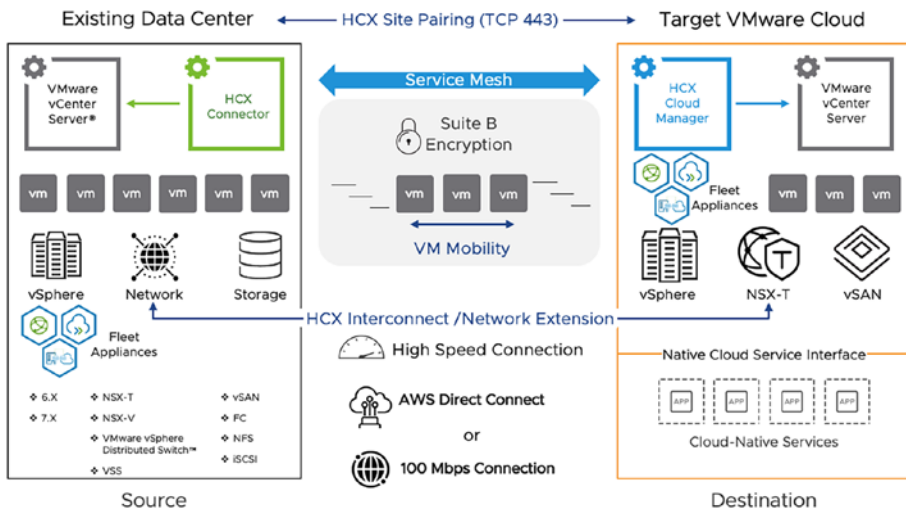 Existing Data Center
HCX Site Pairing (TCP 443)
Target VMware Cloud
VMware
vCenter
Server®
HCX
Connector
Service Mesh
HCX
Cloud
Manager
VMware
vCenter
Server
Suite B
Encryption
vm vm vm vm vm vm
vm vm vm
VM Mobility
Fleet
Appliances
vm vm vm
vSphere
Network
Storage
vSphere
NSX-T
vSAN
T
HCX Interconnect /Network Extension
Fleet
Appliances
High Speed Connection
Native Cloud Service Interface
❖ 6.X
❖ 7.X
❖ NSX-T
❖ NSX-V
❖ VMware vSphere
Distributed Switch™
❖ VSS
❖ vSAN
❖ FC
❖ NFS
❖ iSCSI
AWS Direct Connect
or
100 Mbps Connection
APP APP APP APP
Cloud-Native Services
Source
Destination